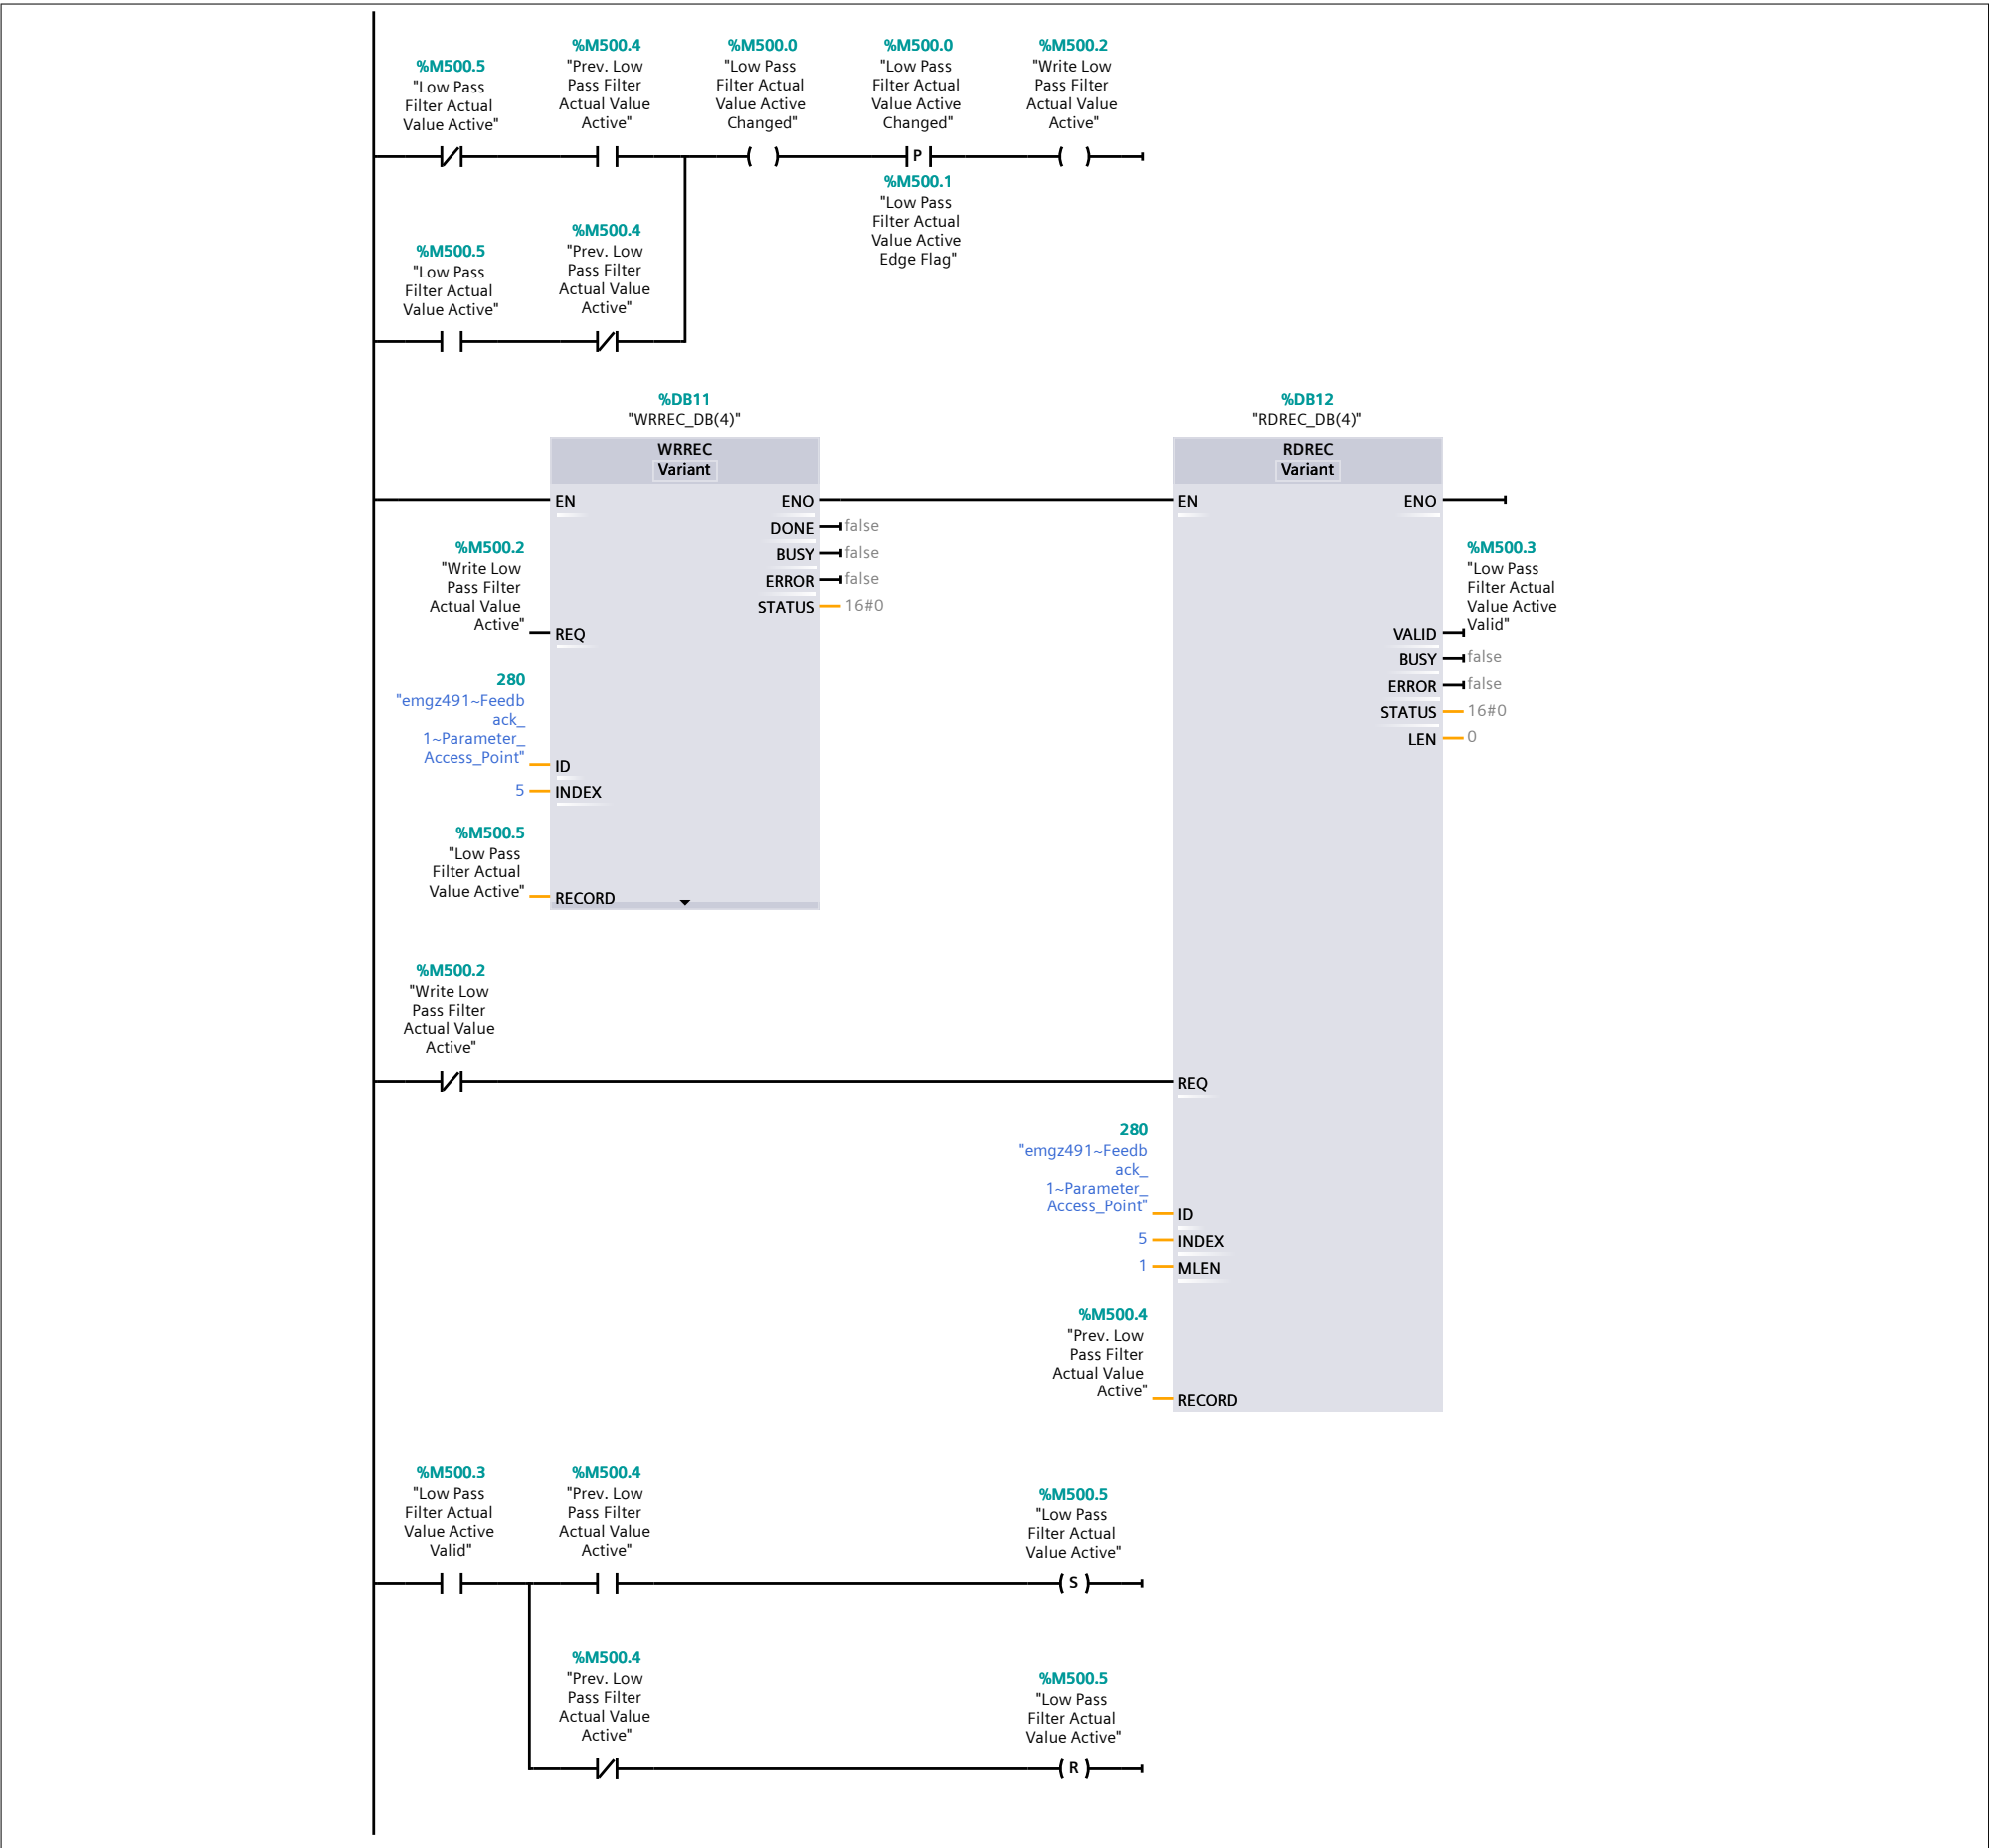 %M500.5
"Low Pass
Filter Actual
Value Active"
%M500.4
"Prev. Low
Pass Filter
Actual Value
Active"
%M500.0
"Low Pass
Filter Actual
Value Active
Changed"
%M500.0
"Low Pass
Filter Actual
Value Active
Changed"
P
%M500.1
"Low Pass
Filter Actual
Value Active
Edge Flag"
%M500.2
"Write Low
Pass Filter
Actual Value
Active"
%M500.5
"Low Pass
Filter Actual
Value Active"
%M500.4
"Prev. Low
Pass Filter
Actual Value
Active"
%DB11
"WRREC_DB(4)"
WRREC
Variant
EN
ENO
DONE
false
BUSY
false
ERROR
false
STATUS
16#0
%M500.2
"Write Low
Pass Filter
Actual Value
Active"
REQ
280
"emgz491~Feedb
ack_
1~Parameter_
Access_Point"
ID
5
INDEX
%M500.5
"Low Pass
Filter Actual
Value Active"
RECORD
%DB12
"RDREC_DB(4)"
RDREC
Variant
EN
ENO
%M500.3
"Low Pass
Filter Actual
Value Active
Valid"
VALID
BUSY
false
ERROR
false
STATUS
16#0
LEN
0
%M500.2
"Write Low
Pass Filter
Actual Value
Active"
REQ
280
"emgz491~Feedb
ack_
1~Parameter_
Access_Point"
ID
5
INDEX
1
MLEN
%M500.4
"Prev. Low
Pass Filter
Actual Value
Active"
RECORD
%M500.3
"Low Pass
Filter Actual
Value Active
Valid"
%M500.4
"Prev. Low
Pass Filter
Actual Value
Active"
%M500.5
"Low Pass
Filter Actual
Value Active"
S
%M500.4
"Prev. Low
Pass Filter
Actual Value
Active"
%M500.5
"Low Pass
Filter Actual
Value Active"
R